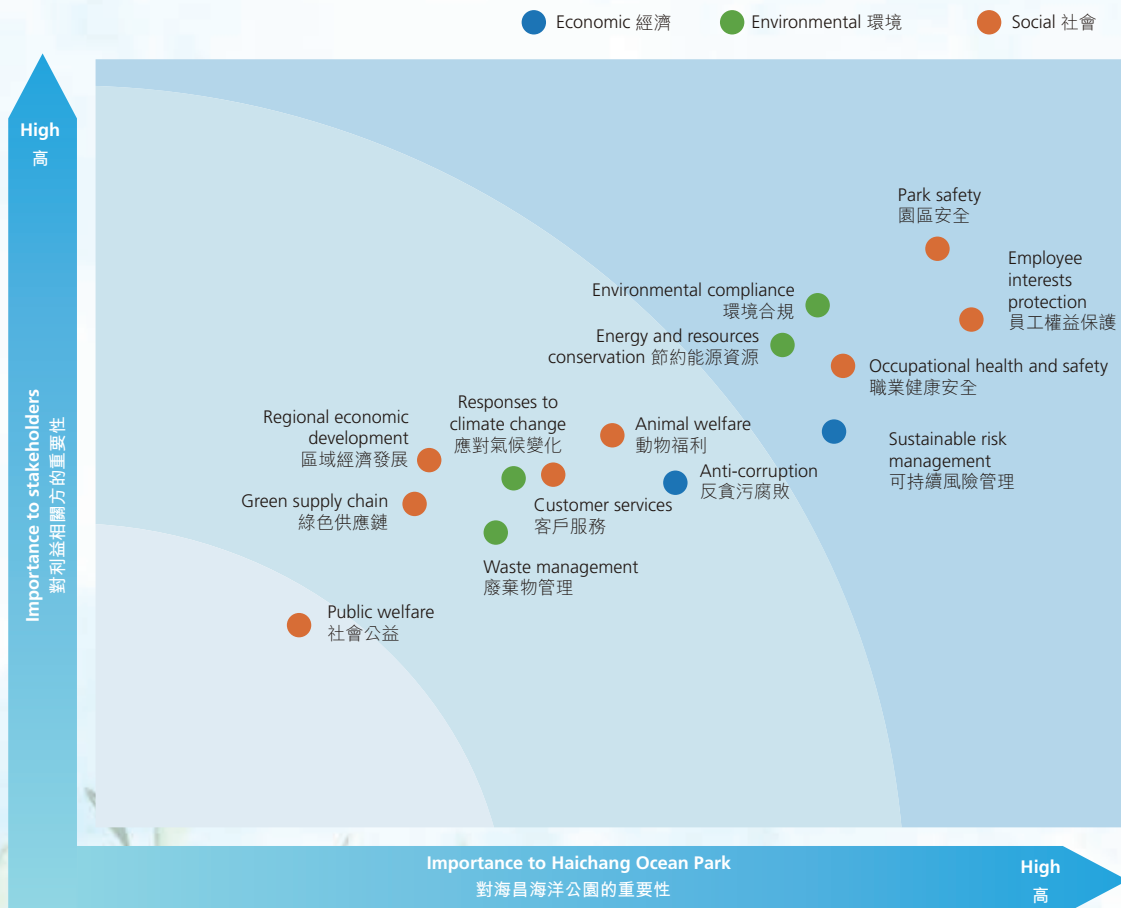 Economic 經濟
Environmental 環境
Social 社會
High
高
Importance to stakeholders
對利益相關方的重要性
Park safety
園區安全
Employee
interests
protection
員工權益保護
Environmental compliance
環境合規
Energy and resources
conservation 節約能源資源
Occupational health and safety
職業健康安全
Sustainable risk
management
可持續風險管理
Regional economic
development
區域經濟發展
Responses to
climate change
應對氣候變化
Animal welfare
動物福利
Anti-corruption
反貪污腐敗
Green supply chain
綠色供應鏈
Customer services
客戶服務
Waste management
廢棄物管理
Public welfare
社會公益
Importance to Haichang Ocean Park
對海昌海洋公園的重要性
High
高